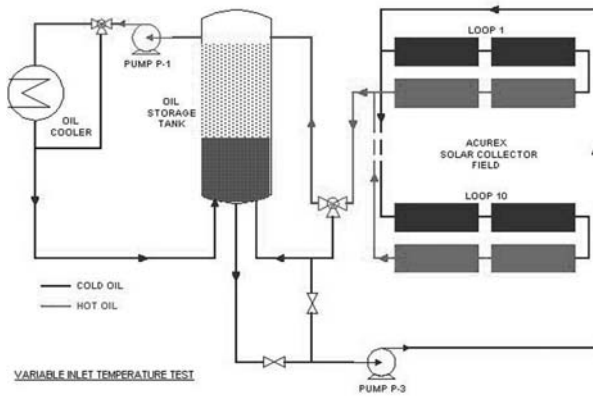 LOOP 1
PUMP P-1
OIL
COOLER
OIL
STORAGE
TANK
ACUREX
SOLAR COLLECTOR
FIELD
LOOP 10
COLD OIL
HOT OIL
VARIABLE INLET TEMPERATURE TEST
PUMP P-3